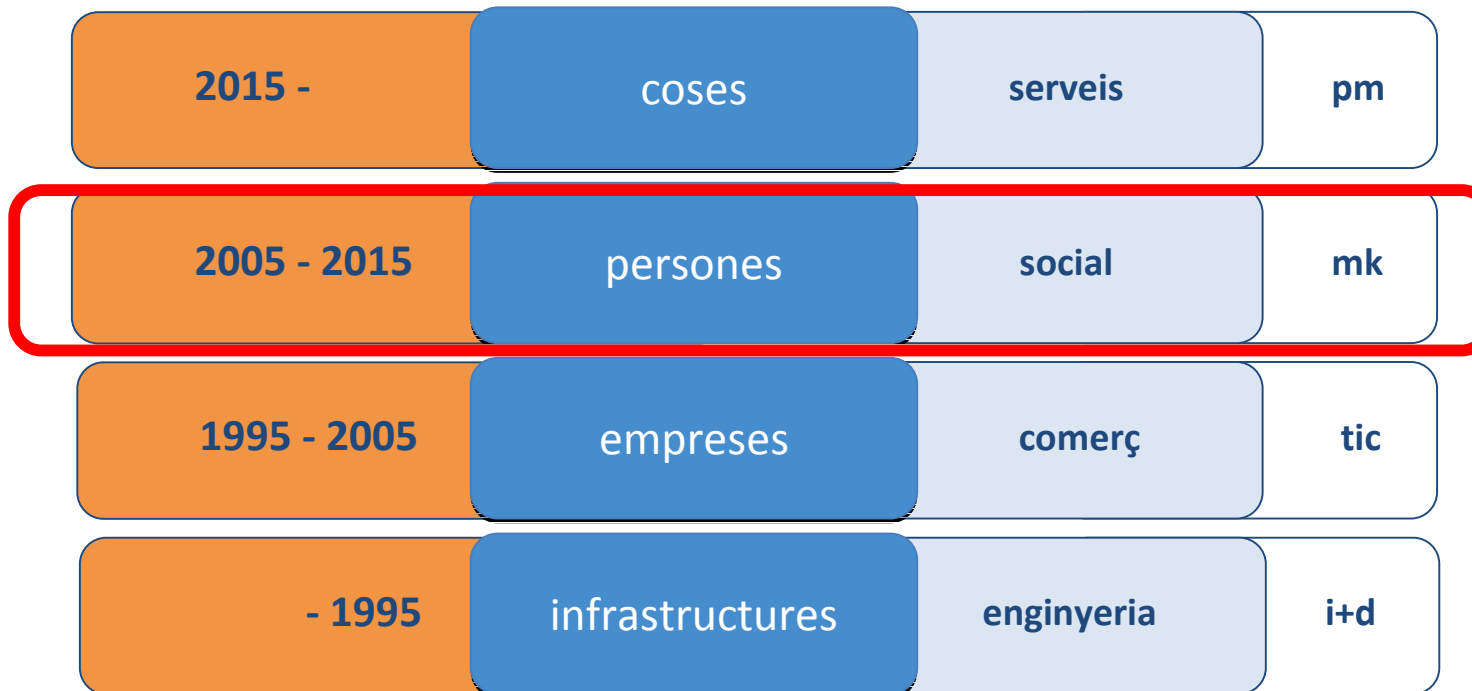 2015 - coses serveis pm
2005 - 2015 persones social mk
1995 - 2005 empreses comerç tic
- 1995 infrastructures enginyeria i+d